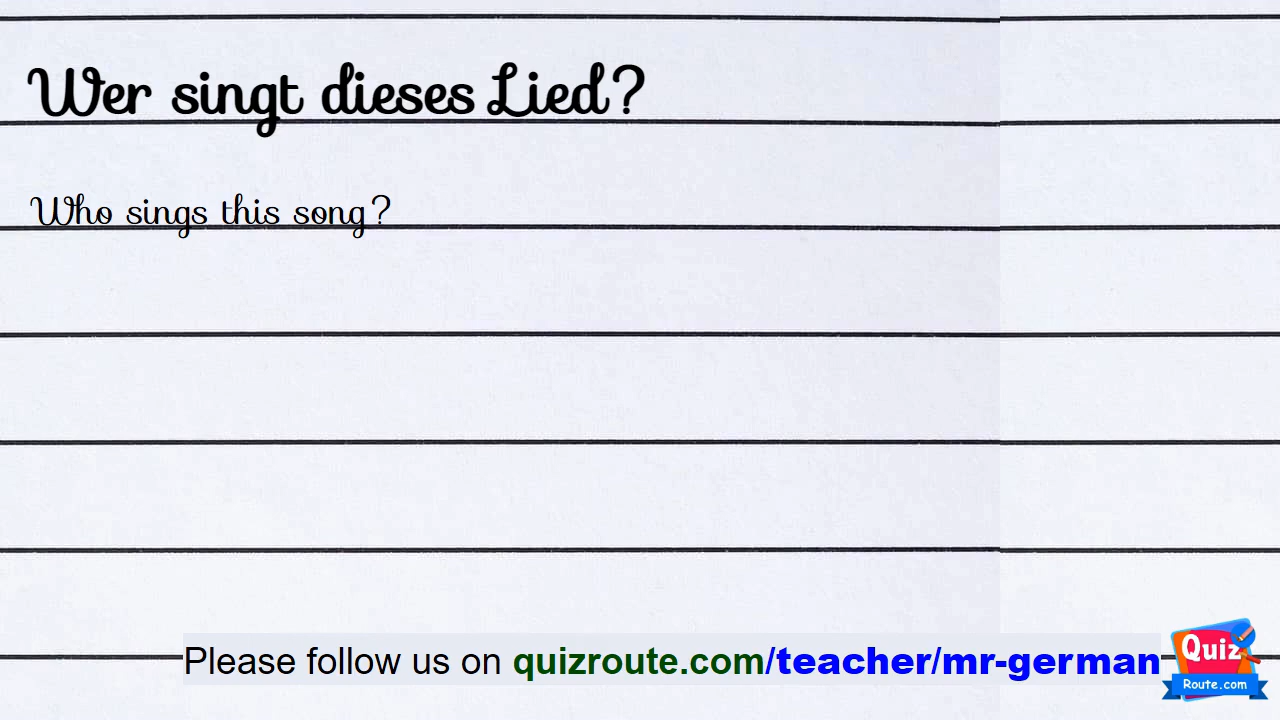 Wer singt dieses Lied?
Who sings this song?
Please follow us on quizroute.com/teacher/mr-german
Quiz
Route.com